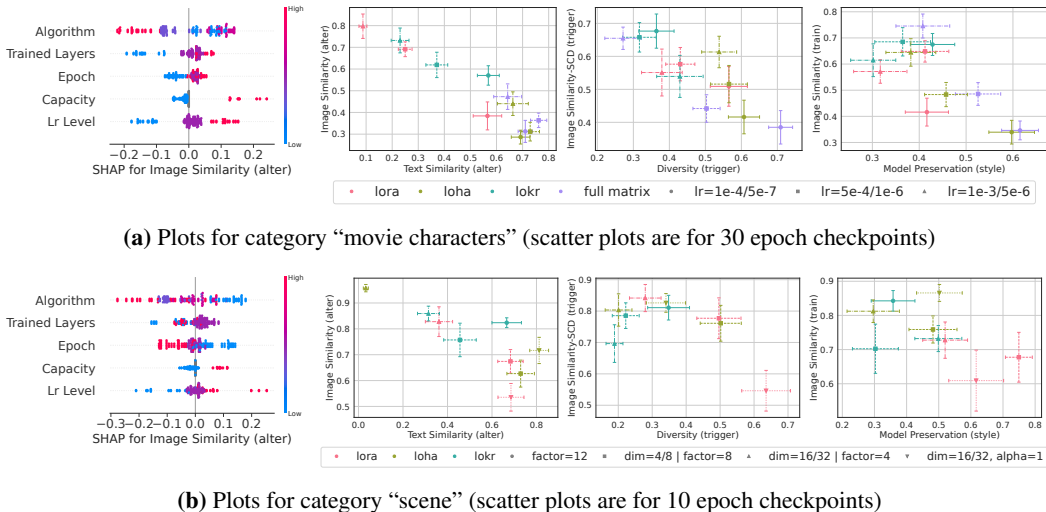 High
Algorithm
Trained Layers
Epoch
Capacity
Lr Level
Low
−0.2 −0.1 0.0 0.1 0.2
SHAP for Image Similarity (alter)
Image Similarity (alter)
0.8
0.7
0.6
0.5
0.4
0.3
0.1 0.2 0.3 0.4 0.5 0.6 0.7 0.8
Text Similarity (alter)
Image Similarity-SCD (trigger)
0.7
0.6
0.5
0.4
0.2 0.3 0.4 0.5 0.6 0.7
Diversity (trigger)
Image Similarity (train)
0.8
0.7
0.6
0.5
0.4
0.3
0.3 0.4 0.5 0.6
Model Preservation (style)
lora loha lokr full matrix lr=1e-4/5e-7 lr=5e-4/1e-6 lr=1e-3/5e-6
(a) Plots for category “movie characters” (scatter plots are for 30 epoch checkpoints)
High
Algorithm
Trained Layers
Epoch
Capacity
Lr Level
Low
−0.3 −0.2 −0.1 0.0 0.1 0.2
SHAP for Image Similarity (alter)
Image Similarity (alter)
0.9
0.8
0.7
0.6
0.5
0.0 0.2 0.4 0.6 0.8
Text Similarity (alter)
Image Similarity-SCD (trigger)
0.9
0.8
0.7
0.6
0.5
0.1 0.2 0.3 0.4 0.5 0.6 0.7
Diversity (trigger)
Image Similarity (train)
0.9
0.8
0.7
0.6
0.2 0.3 0.4 0.5 0.6 0.7 0.8
Model Preservation (style)
lora loha lokr factor=12 dim=4/8 | factor=8 dim=16/32 | factor=4 dim=16/32, alpha=1
(b) Plots for category “scene” (scatter plots are for 10 epoch checkpoints)